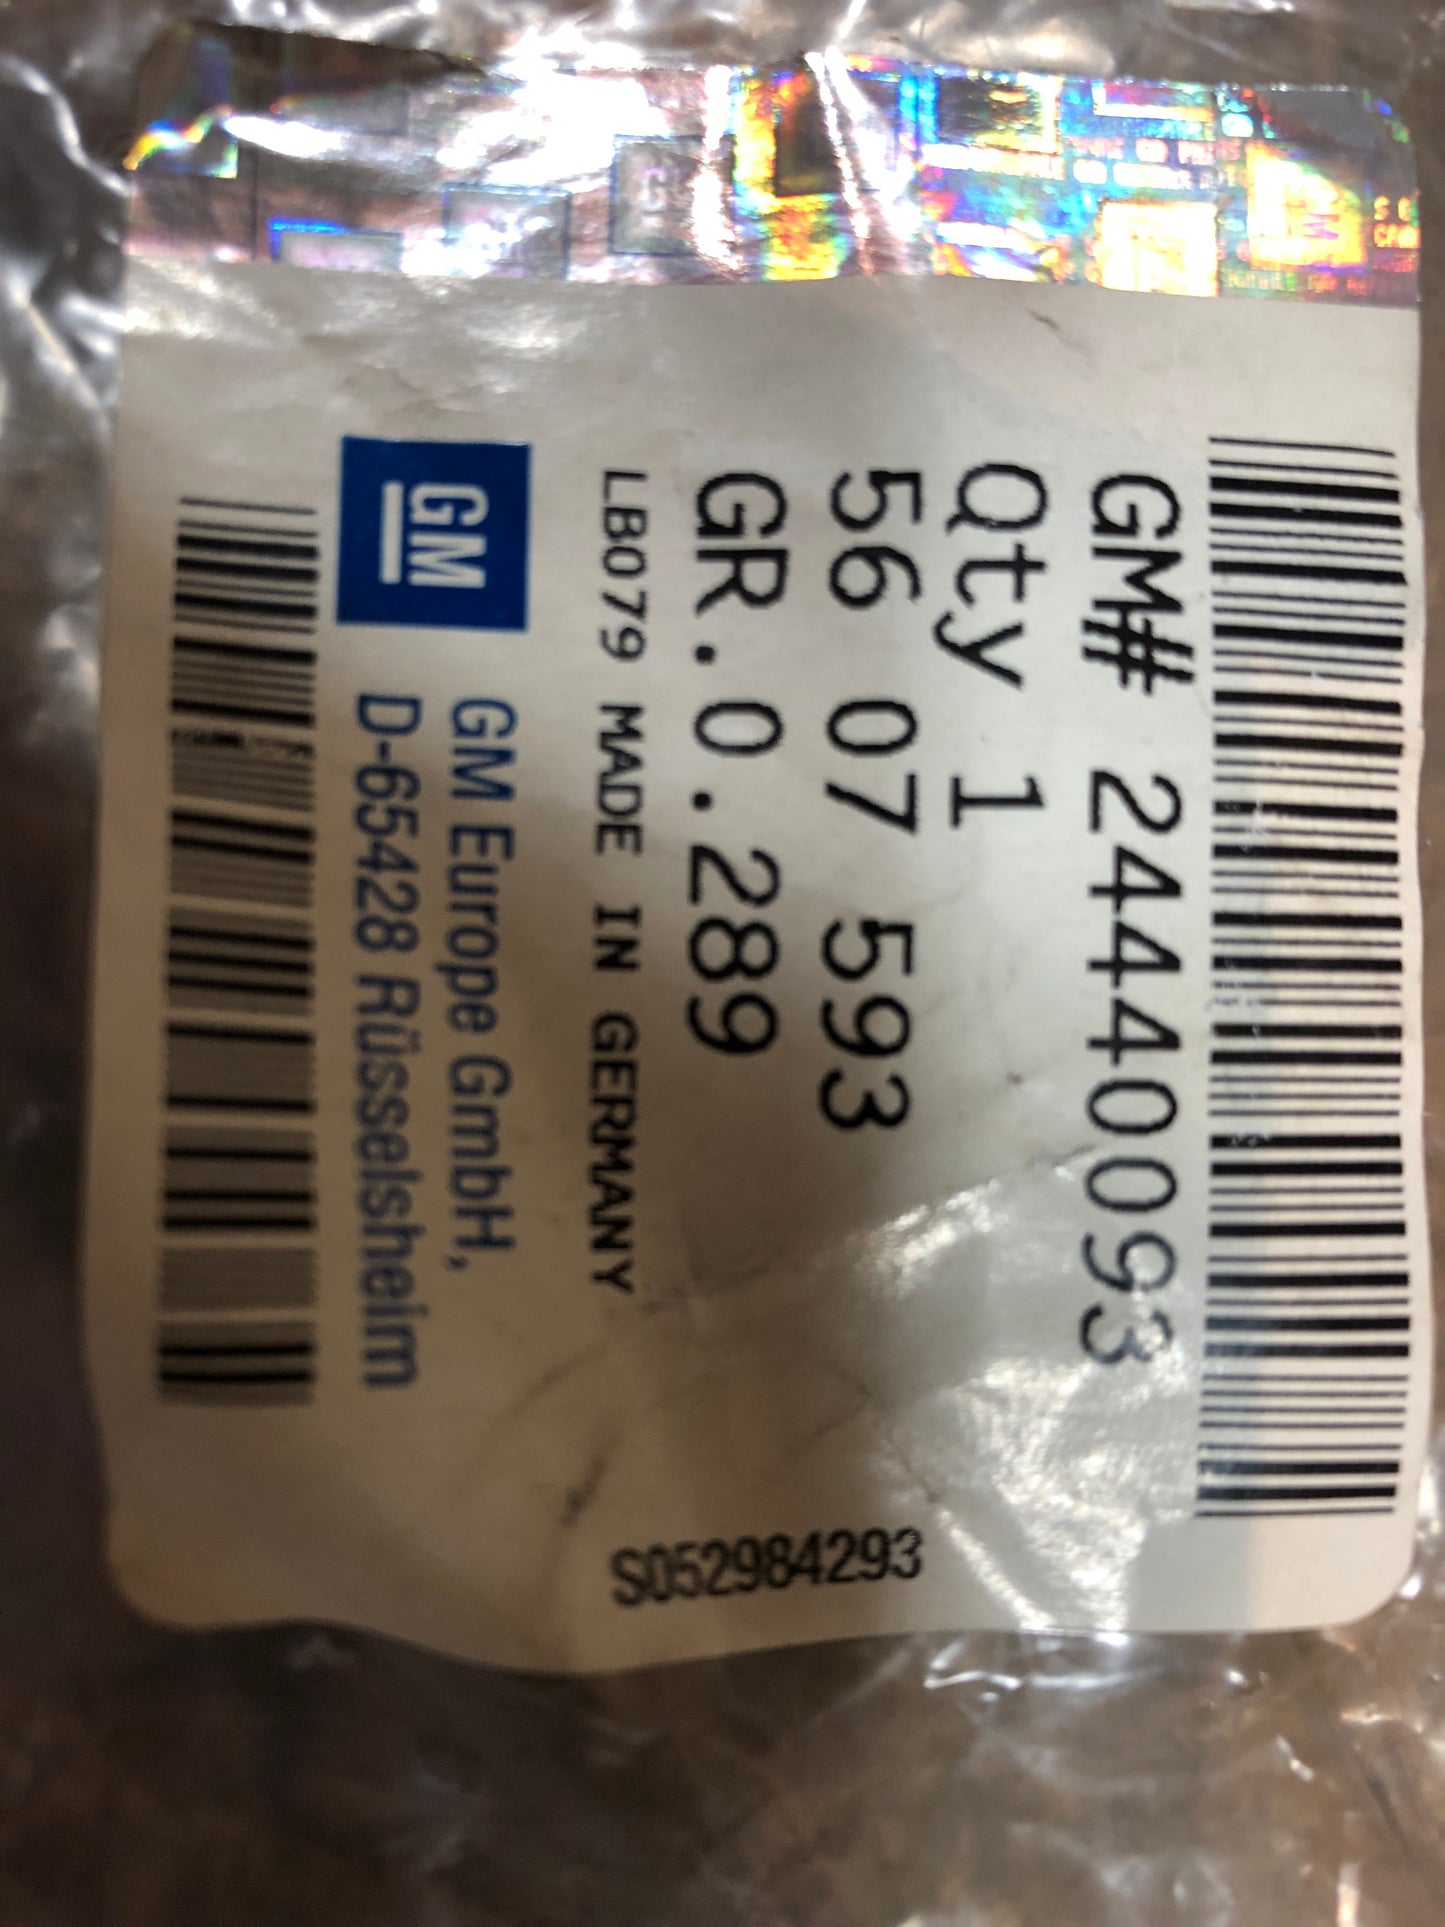 GM# 24440093
Qty 1
56 07 593
GR.0.289
LB079 MADE IN GERMANY
GM
GM Europe GmbH,
D-65428 Rüsselsheim
S052984293